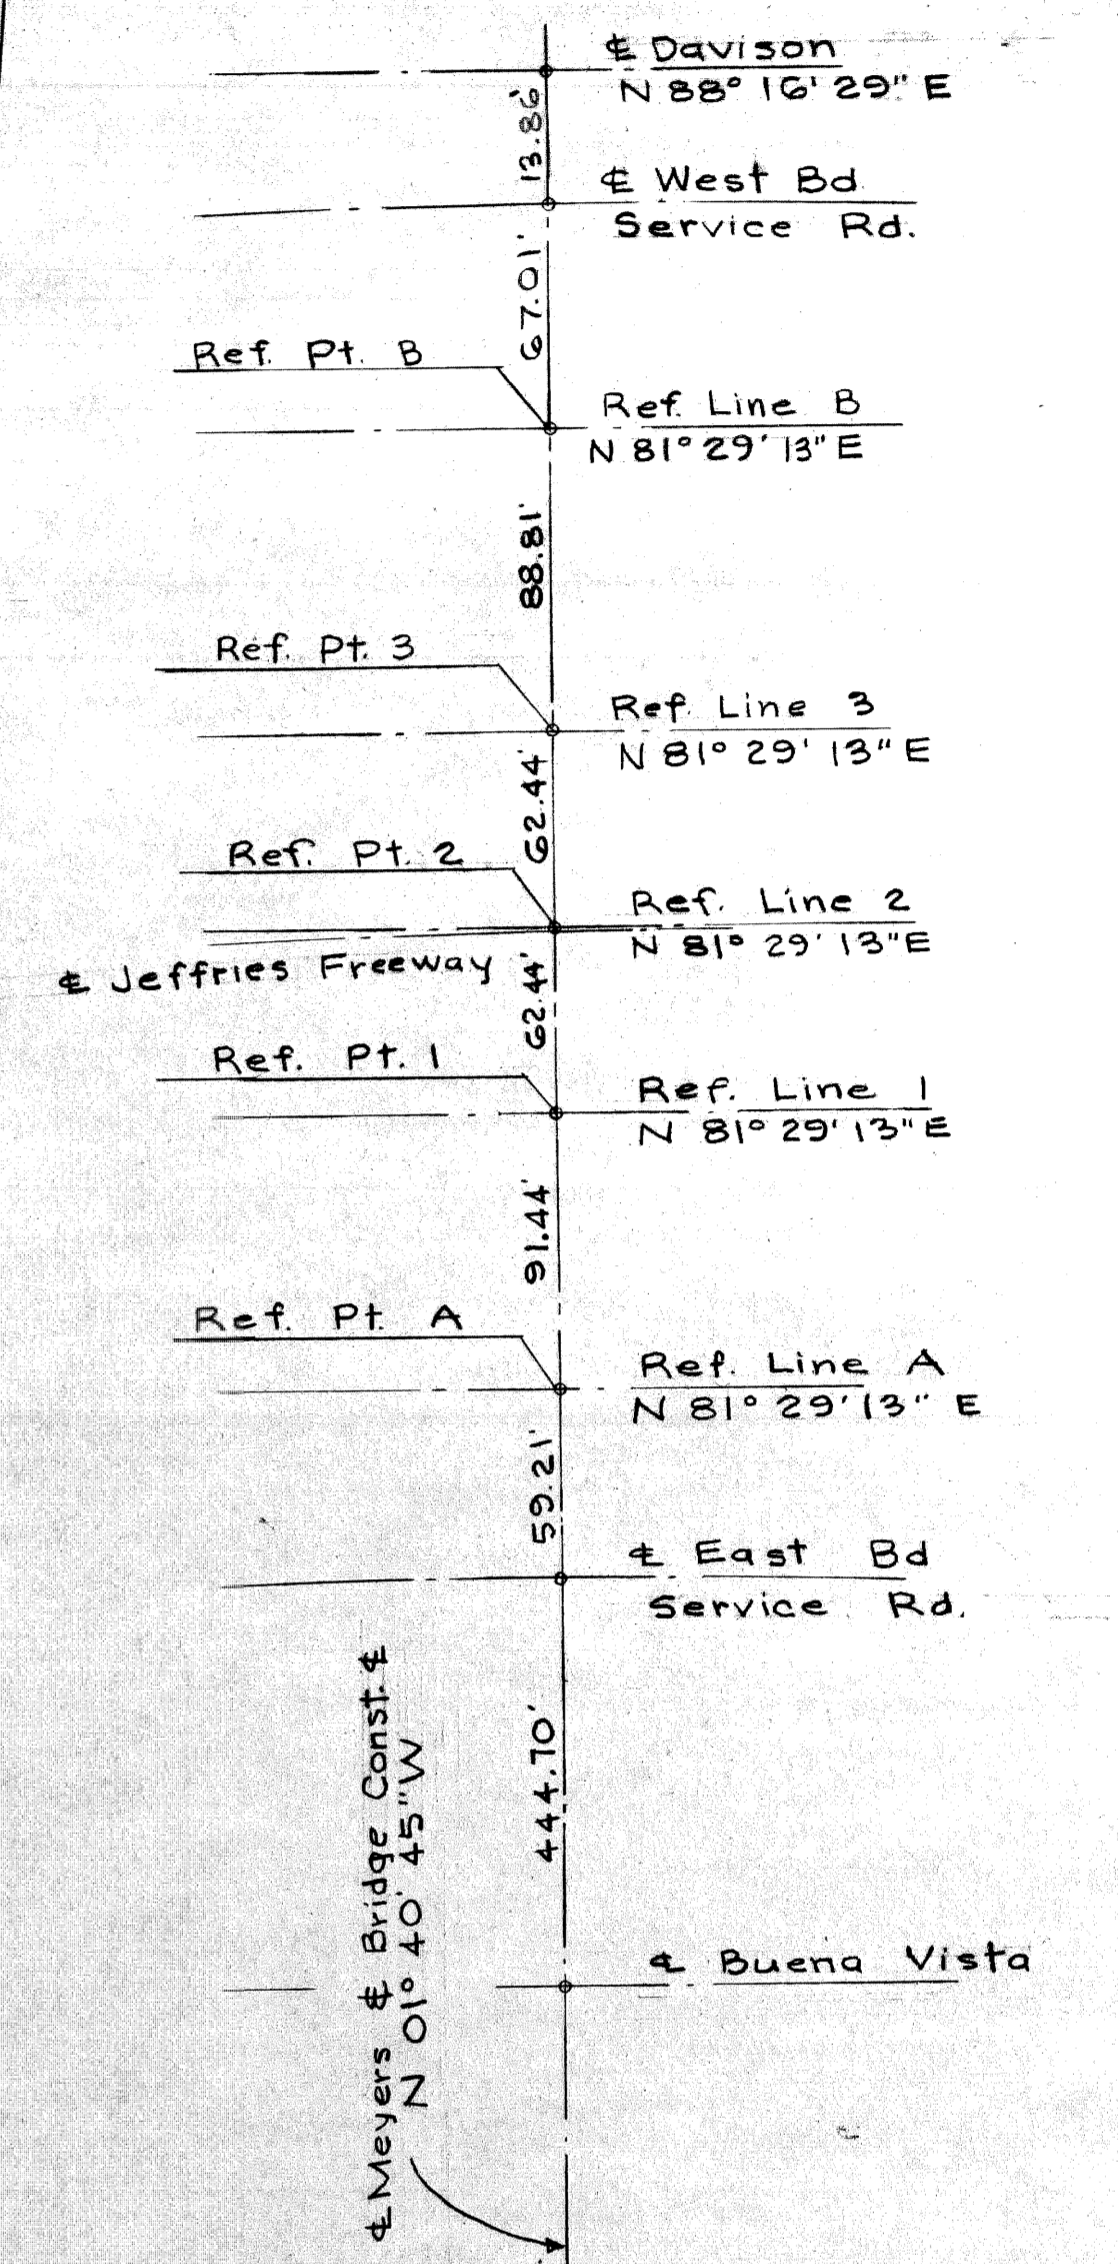 ℄ Davison
N 88° 16' 29" E
13.86'
℄ West Bd.
Service Rd.
67.01'
Ref. Pt. B
Ref. Line B
N 81° 29' 13" E
88.81'
Ref. Pt. 3
Ref. Line 3
N 81° 29' 13" E
62.44'
Ref. Pt. 2
Ref. Line 2
N 81° 29' 13" E
℄ Jeffries Freeway
62.44'
Ref. Pt. 1
Ref. Line 1
N 81° 29' 13" E
91.44'
Ref. Pt. A
Ref. Line A
N 81° 29' 13" E
59.21'
℄ East Bd
Service Rd.
℄ Meyers & Bridge Const. ℄
N 01° 40' 45" W
444.70'
℄ Buena Vista